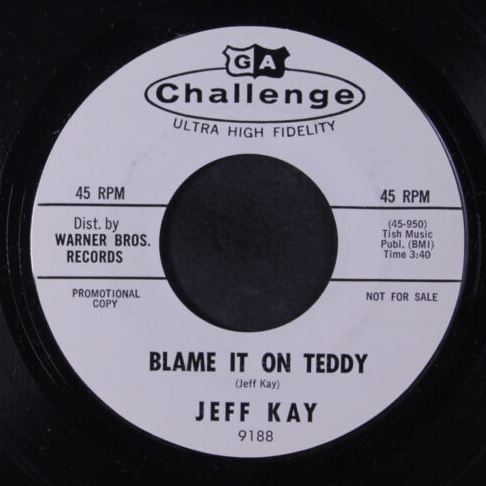 GA
Challenge
ULTRA HIGH FIDELITY
45 RPM
45 RPM
Dist. by
WARNER BROS.
RECORDS
(45-950)
Tish Music
Publ. (BMI)
Time 3:40
PROMOTIONAL
COPY
NOT FOR SALE
BLAME IT ON TEDDY
(Jeff Kay)
JEFF KAY
9188